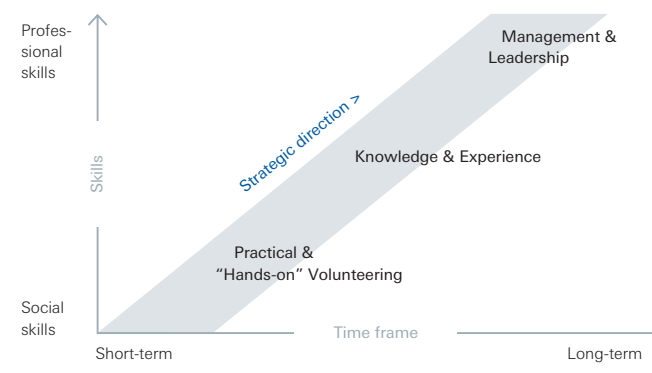 Profes-
sional
skills
Management &
Leadership
Strategic direction >
Knowledge & Experience
Skills
Practical &
“Hands-on” Volunteering
Social
skills
Time frame
Short-term
Long-term